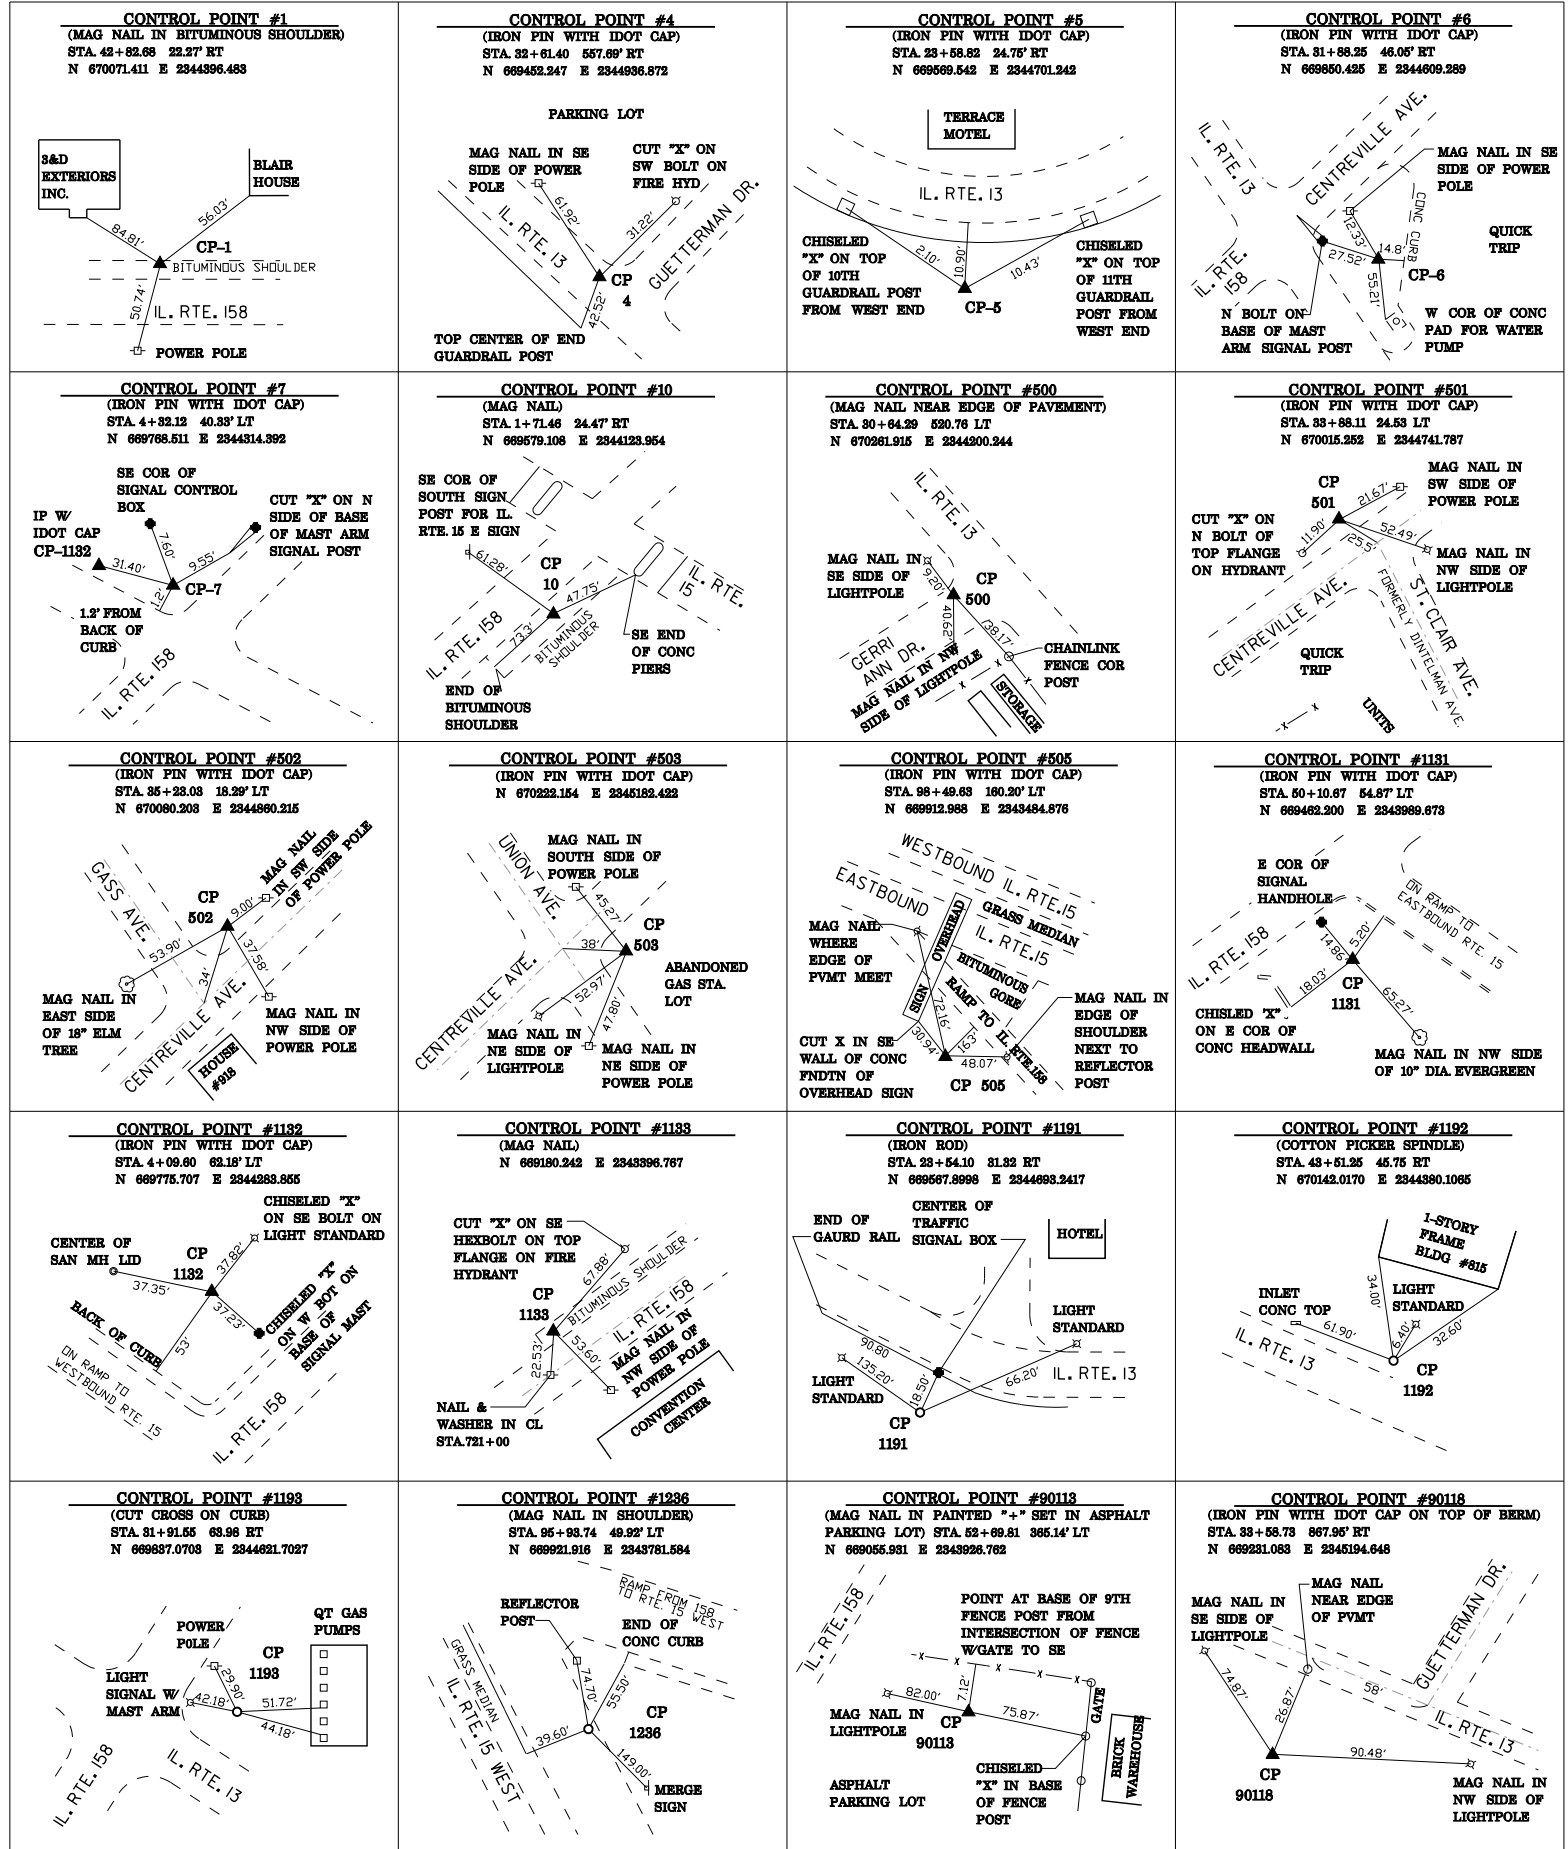 CONTROL POINT #1
(MAG NAIL IN BITUMINOUS SHOULDER)
STA. 42+82.68 22.27' RT
N 670071.411 E 2344396.483
3&D
EXTERIORS
INC.
BLAIR
HOUSE
84.81'
56.03'
CP-1
BITUMINOUS SHOULDER
50.74'
IL. RTE. 158
POWER POLE
CONTROL POINT #4
(IRON PIN WITH IDOT CAP)
STA. 32+61.40 557.69' RT
N 669452.247 E 2344936.872
PARKING LOT
MAG NAIL IN SE
SIDE OF POWER
POLE
CUT "X" ON
SW BOLT ON
FIRE HYD
61.92'
31.22'
IL. RTE. 13
GUETTERMAN DR.
CP
4
42.52'
TOP CENTER OF END
GUARDRAIL POST
CONTROL POINT #5
(IRON PIN WITH IDOT CAP)
STA. 23+58.82 24.75' RT
N 669569.542 E 2344701.242
TERRACE
MOTEL
IL. RTE. 13
CHISELED
"X" ON TOP
OF 10TH
GUARDRAIL POST
FROM WEST END
2.10'
10.90'
10.43'
CP-5
CHISELED
"X" ON TOP
OF 11TH
GUARDRAIL
POST FROM
WEST END
CONTROL POINT #6
(IRON PIN WITH IDOT CAP)
STA. 31+88.25 46.05' RT
N 669850.425 E 2344609.289
IL. RTE. 13
CENTREVILLE AVE.
MAG NAIL IN SE
SIDE OF POWER
POLE
CONC CURB
QUICK
TRIP
12.33'
14.8'
27.52'
CP-6
55.21'
IL. RTE.
158
N BOLT ON
BASE OF MAST
ARM SIGNAL POST
W COR OF CONC
PAD FOR WATER
PUMP
CONTROL POINT #7
(IRON PIN WITH IDOT CAP)
STA. 4+32.12 40.33' LT
N 669768.511 E 2344314.392
SE COR OF
SIGNAL CONTROL
BOX
IP W/
IDOT CAP
CP-1132
CUT "X" ON N
SIDE OF BASE
OF MAST ARM
SIGNAL POST
7.60'
31.40'
9.55'
CP-7
1.2'
1.2' FROM
BACK OF
CURB
IL. RTE. 158
CONTROL POINT #10
(MAG NAIL)
STA. 1+71.46 24.47' RT
N 669579.108 E 2344123.954
SE COR OF
SOUTH SIGN
POST FOR IL.
RTE. 15 E SIGN
61.28'
CP
10
47.75'
IL. RTE.
15
IL. RTE. 158
73.3'
BITUMINOUS
SHOULDER
SE END
OF CONC
PIERS
END OF
BITUMINOUS
SHOULDER
CONTROL POINT #500
(MAG NAIL NEAR EDGE OF PAVEMENT)
STA. 30+64.29 520.76 LT
N 670261.915 E 2344200.244
IL. RTE. 13
MAG NAIL IN
SE SIDE OF
LIGHTPOLE
9.20'
CP
500
40.62'
38.17'
GERRI
ANN DR.
MAG NAIL IN NW
SIDE OF LIGHTPOLE
CHAINLINK
FENCE COR
POST
STORAGE
CONTROL POINT #501
(IRON PIN WITH IDOT CAP)
STA. 33+88.11 24.53 LT
N 670015.252 E 2344741.787
CP
501
MAG NAIL IN
SW SIDE OF
POWER POLE
21.67'
CUT "X" ON
N BOLT OF
TOP FLANGE
ON HYDRANT
11.90'
52.49'
25.5'
MAG NAIL IN
NW SIDE OF
LIGHTPOLE
CENTREVILLE AVE.
ST. CLAIR AVE.
FORMERLY DINTELMAN AVE.
QUICK
TRIP
UNITS
CONTROL POINT #502
(IRON PIN WITH IDOT CAP)
STA. 35+23.03 18.29' LT
N 670080.203 E 2344860.215
GASS AVE.
MAG NAIL
IN SW SIDE
OF POWER POLE
CP
502
9.00'
53.90'
34'
37.58'
MAG NAIL IN
EAST SIDE
OF 18" ELM
TREE
CENTREVILLE AVE.
HOUSE
#918
MAG NAIL IN
NW SIDE OF
POWER POLE
CONTROL POINT #503
(IRON PIN WITH IDOT CAP)
N 670222.154 E 2345182.422
UNION AVE.
MAG NAIL IN
SOUTH SIDE OF
POWER POLE
45.27'
CP
503
38'
ABANDONED
GAS STA.
LOT
52.97'
47.80'
CENTREVILLE AVE.
MAG NAIL IN
NE SIDE OF
LIGHTPOLE
MAG NAIL IN
NE SIDE OF
POWER POLE
CONTROL POINT #505
(IRON PIN WITH IDOT CAP)
STA. 98+49.63 160.20' LT
N 669912.988 E 2343484.876
WESTBOUND IL. RTE.15
EASTBOUND
IL. RTE.15
GRASS MEDIAN
OVERHEAD
SIGN
MAG NAIL
WHERE
EDGE OF
PVMT MEET
BITUMINOUS
GORE
RAMP TO IL. RTE.158
72.16'
30.94'
163'
48.07'
MAG NAIL IN
EDGE OF
SHOULDER
NEXT TO
REFLECTOR
POST
CUT X IN SE
WALL OF CONC
FNDTN OF
OVERHEAD SIGN
CP 505
CONTROL POINT #1131
(IRON PIN WITH IDOT CAP)
STA. 50+10.67 54.87' LT
N 669462.200 E 2343989.673
E COR OF
SIGNAL
HANDHOLE
ON RAMP TO
EASTBOUND RTE. 15
IL. RTE. 158
14.86'
5.20'
18.03'
CP
1131
65.27'
CHISLED 'X'
ON E COR OF
CONC HEADWALL
MAG NAIL IN NW SIDE
OF 10" DIA. EVERGREEN
CONTROL POINT #1132
(IRON PIN WITH IDOT CAP)
STA. 4+09.60 62.18' LT
N 669775.707 E 2344283.855
CHISELED "X"
ON SE BOLT ON
LIGHT STANDARD
CENTER OF
SAN MH LID
CP
1132
37.82'
37.35'
37.23'
53'
CHISELED "X"
ON W BOT ON
BASE OF
SIGNAL MAST
BACK OF CURB
ON RAMP TO
WESTBOUND RTE. 15
IL. RTE. 158
CONTROL POINT #1133
(MAG NAIL)
N 669180.242 E 2343396.767
CUT "X" ON SE
HEXBOLT ON TOP
FLANGE ON FIRE
HYDRANT
67.88'
CP
1133
BITUMINOUS SHOULDER
IL. RTE. 158
22.53'
53.60'
MAG NAIL IN
NW SIDE OF
POWER POLE
NAIL &
WASHER IN CL
STA.721+00
CONVENTION
CENTER
CONTROL POINT #1191
(IRON ROD)
STA. 23+54.10 31.32 RT
N 669567.8998 E 2344693.2417
END OF
GAURD RAIL
CENTER OF
TRAFFIC
SIGNAL BOX
HOTEL
LIGHT
STANDARD
90.80
135.20'
66.20'
18.50'
IL. RTE. 13
LIGHT
STANDARD
CP
1191
CONTROL POINT #1192
(COTTON PICKER SPINDLE)
STA. 43+51.25 45.75 RT
N 670142.0170 E 2344380.1065
1-STORY
FRAME
BLDG #815
34.00'
INLET
CONC TOP
LIGHT
STANDARD
61.90'
6.40'
32.60'
IL. RTE. 13
CP
1192
CONTROL POINT #1193
(CUT CROSS ON CURB)
STA. 31+91.55 63.98 RT
N 669837.0703 E 2344621.7027
POWER
POLE
QT GAS
PUMPS
CP
1193
29.90'
LIGHT
SIGNAL W/
MAST ARM
42.18'
51.72'
44.18'
IL. RTE. 158
IL. RTE. 13
CONTROL POINT #1236
(MAG NAIL IN SHOULDER)
STA. 95+93.74 49.92' LT
N 669921.916 E 2343781.584
RAMP FROM 158
TO RTE. 15 WEST
REFLECTOR
POST
END OF
CONC CURB
GRASS MEDIAN
IL. RTE. 15 WEST
74.70'
55.50'
CP
1236
39.60'
149.00'
MERGE
SIGN
CONTROL POINT #90113
(MAG NAIL IN PAINTED "+" SET IN ASPHALT
PARKING LOT) STA. 52+69.81 365.14' LT
N 669055.931 E 2343926.762
IL. RTE. 158
POINT AT BASE OF 9TH
FENCE POST FROM
INTERSECTION OF FENCE
W/GATE TO SE
82.00'
7.12'
75.87'
GATE
MAG NAIL IN
LIGHTPOLE
CP
90113
BRICK
WAREHOUSE
ASPHALT
PARKING LOT
CHISELED
"X" IN BASE
OF FENCE
POST
CONTROL POINT #90118
(IRON PIN WITH IDOT CAP ON TOP OF BERM)
STA. 33+58.73 867.95' RT
N 669231.083 E 2345194.648
MAG NAIL IN
SE SIDE OF
LIGHTPOLE
MAG NAIL
NEAR EDGE
OF PVMT
GUETTERMAN DR.
74.87'
26.87'
58'
IL. RTE. 13
90.48'
CP
90118
MAG NAIL IN
NW SIDE OF
LIGHTPOLE